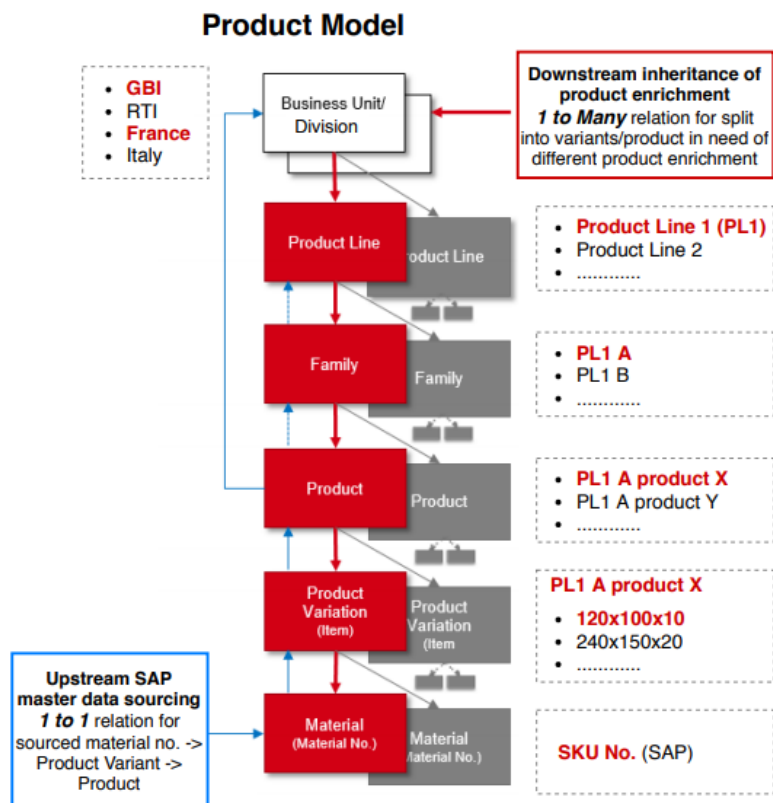 Product Model
• GBI
• RTI
• France
• Italy
Business Unit/
Division
Downstream inheritance of
product enrichment
1 to Many relation for split
into variants/product in need of
different product enrichment
Product Line
roduct Line
• Product Line 1 (PL1)
• Product Line 2
• ............
Family
Family
• PL1 A
• PL1 B
• ............
Product
Product
• PL1 A product X
• PL1 A product Y
• ............
Product
Variation
(Item)
Product
Variation
(Item
PL1 A product X
• 120x100x10
• 240x150x20
• ............
Upstream SAP
master data sourcing
1 to 1 relation for
sourced material no. ->
Product Variant ->
Product
Material
(Material No.)
Material
Material No.)
SKU No. (SAP)